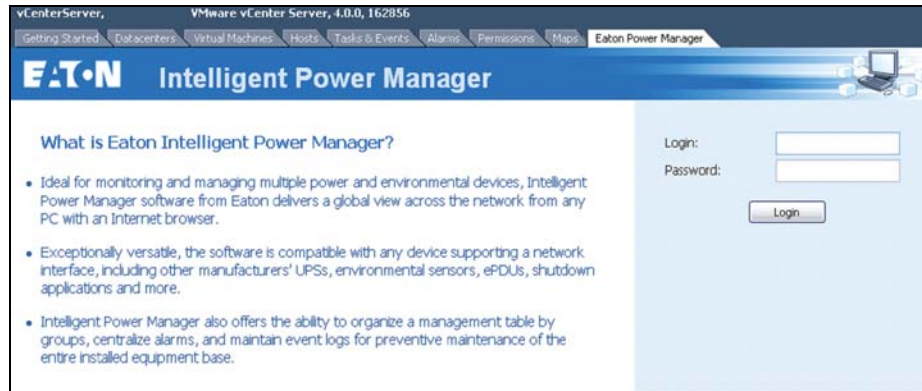 vCenterServer, VMware vCenter Server, 4.0.0, 162856
Getting Started Datacenters Virtual Machines Hosts Tasks & Events Alarms Permissions Maps Eaton Power Manager
EATON Intelligent Power Manager
What is Eaton Intelligent Power Manager?
Login:
Password:
Login
• Ideal for monitoring and managing multiple power and environmental devices, Intelligent
Power Manager software from Eaton delivers a global view across the network from any
PC with an Internet browser.
• Exceptionally versatile, the software is compatible with any device supporting a network
interface, including other manufacturers' UPSs, environmental sensors, ePDUs, shutdown
applications and more.
• Intelligent Power Manager also offers the ability to organize a management table by
groups, centralize alarms, and maintain event logs for preventive maintenance of the
entire installed equipment base.